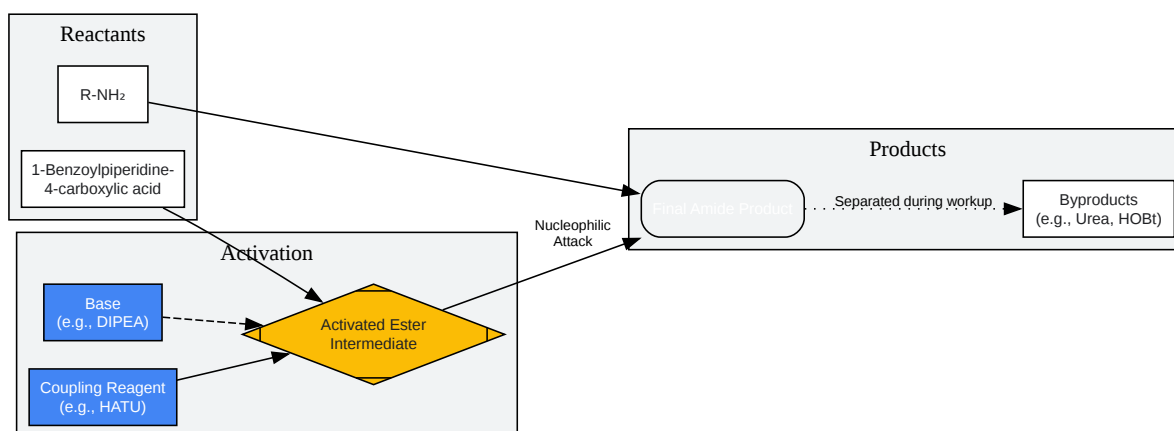 Reactants
R-NH₂
1-Benzoylpiperidine-
4-carboxylic acid
Activation
Base
(e.g., DIPEA)
Coupling Reagent
(e.g., HATU)
Activated Ester
Intermediate
Nucleophilic
Attack
Products
Final Amide Product
Separated during workup
Byproducts
(e.g., Urea, HOBt)